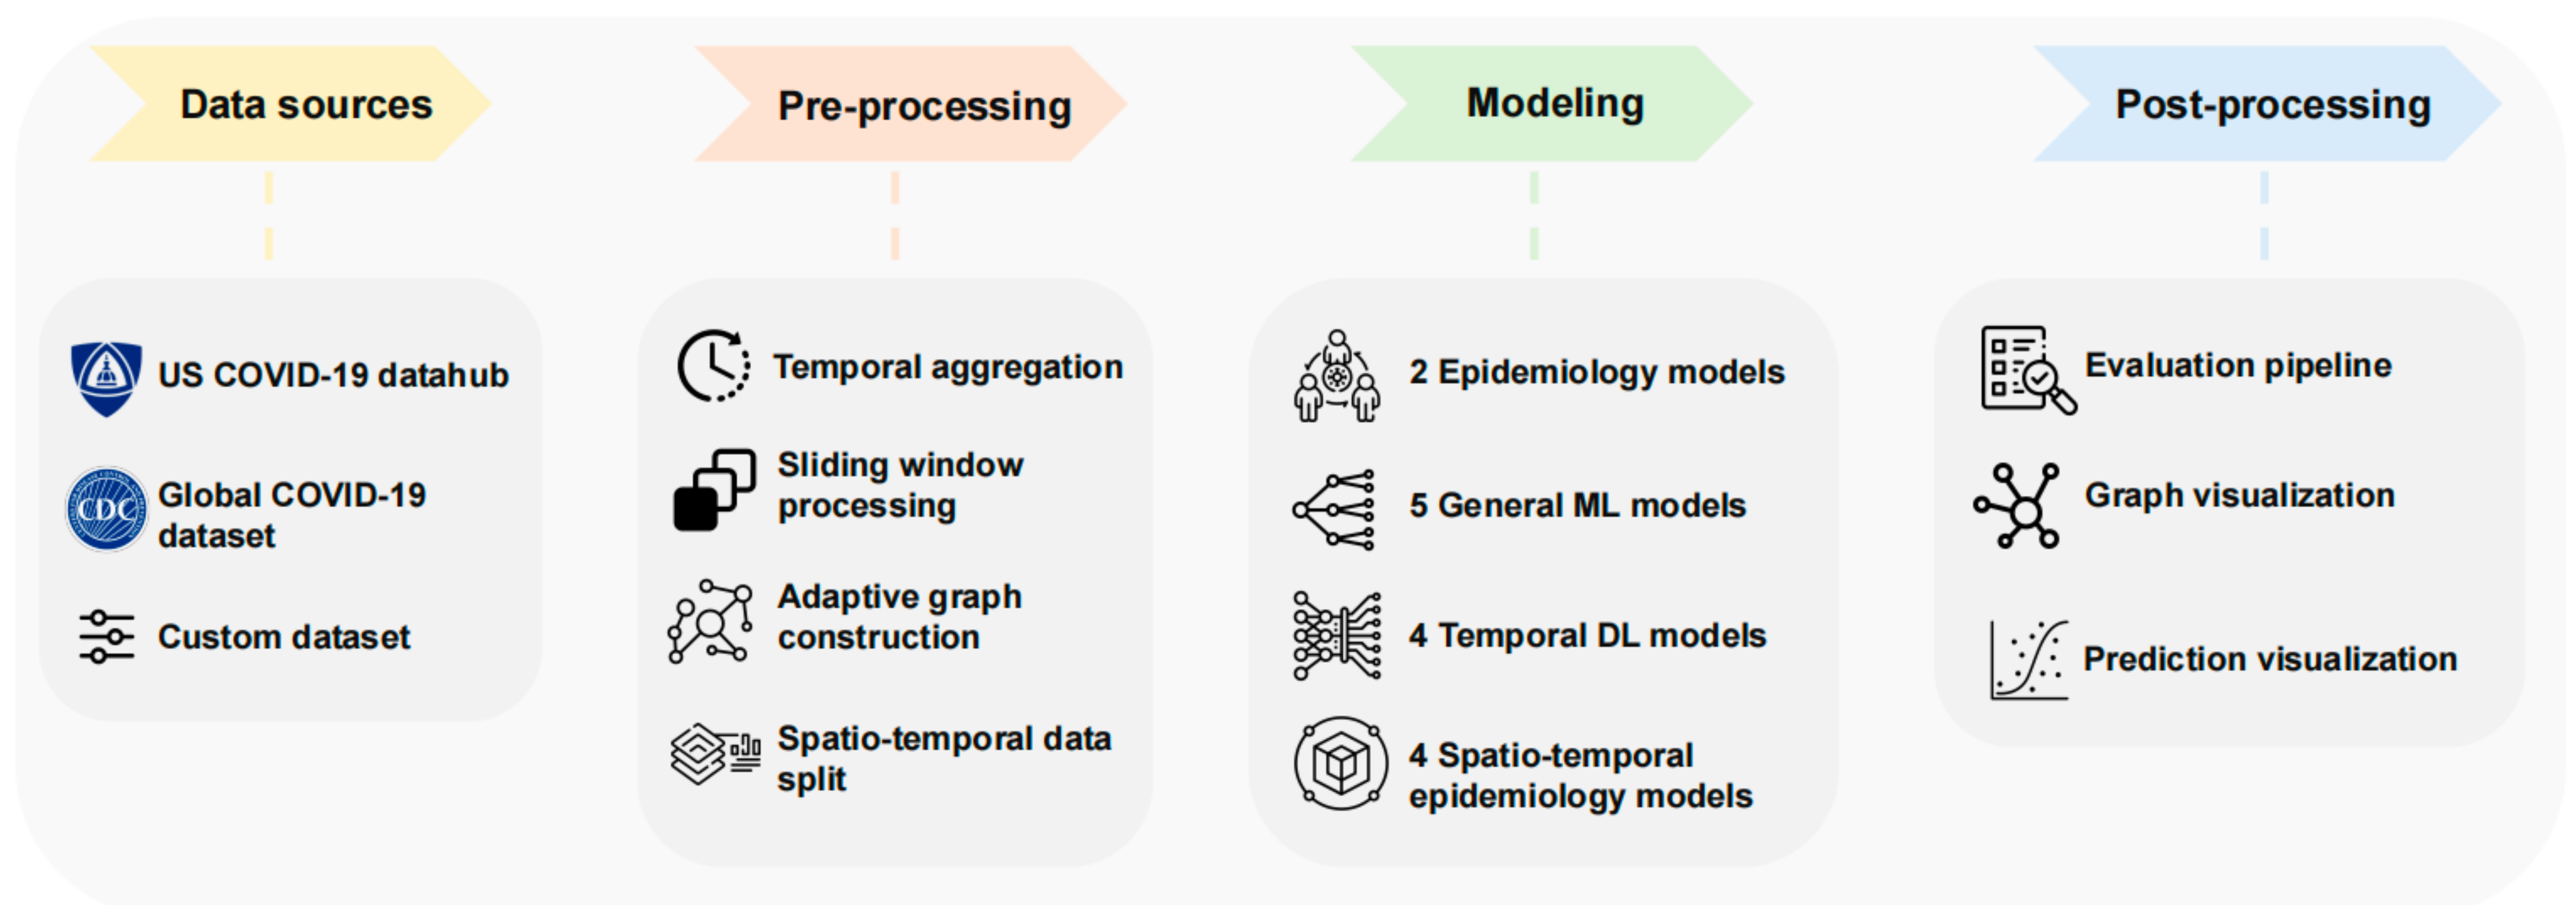 Data sources
Pre-processing
Modeling
Post-processing
US COVID-19 datahub
CDC
Global COVID-19
dataset
Custom dataset
Temporal aggregation
Sliding window
processing
Adaptive graph
construction
Spatio-temporal data
split
2 Epidemiology models
5 General ML models
4 Temporal DL models
4 Spatio-temporal
epidemiology models
Evaluation pipeline
Graph visualization
Prediction visualization